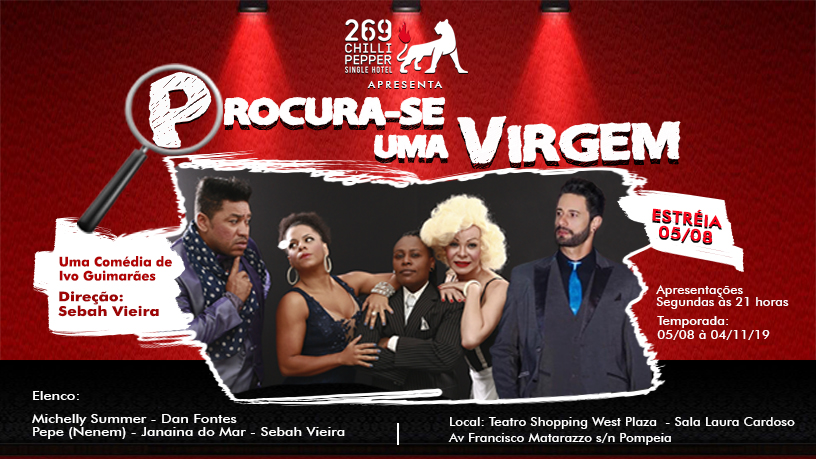 269
CHILLI
PEPPER
SINGLE HOTEL
APRESENTA
PROCURA-SE
UMA VIRGEM
ESTRÉIA
05/08
Uma Comédia de
Ivo Guimarães
Direção:
Sebah Vieira
Apresentações
Segundas às 21 horas
Temporada:
05/08 à 04/11/19
Elenco:
Michelly Summer - Dan Fontes
Pepe (Nenem) - Janaina do Mar - Sebah Vieira
Local: Teatro Shopping West Plaza - Sala Laura Cardoso
Av Francisco Matarazzo s/n Pompeia